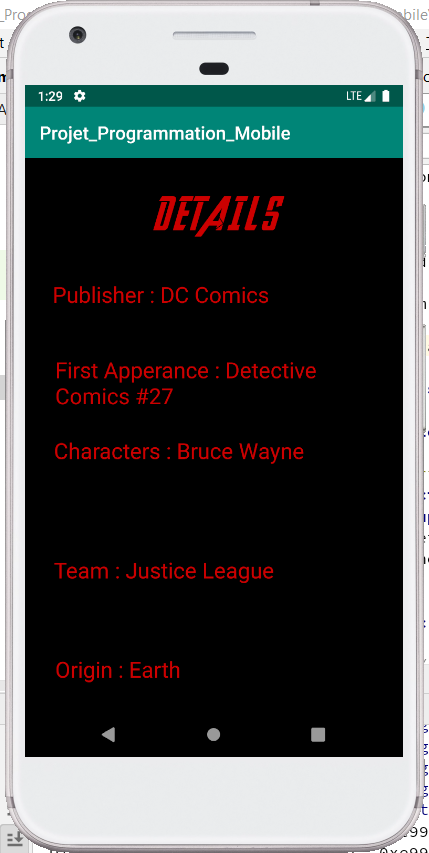 1:29
LTE
Projet_Programmation_Mobile
DETAILS
Publisher : DC Comics
First Apperance : Detective
Comics #27
Characters : Bruce Wayne
Team : Justice League
Origin : Earth